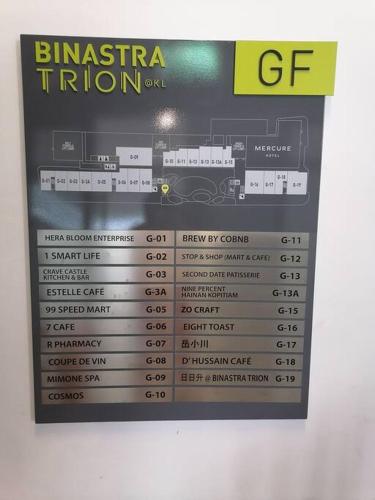 BINASTRA
TRION @KL
GF
MERCURE
HOTEL
HERA BLOOM ENTERPRISE G-01
1 SMART LIFE G-02
CRAVE CASTLE
KITCHEN & BAR G-03
ESTELLE CAFÉ G-3A
99 SPEED MART G-05
7 CAFE G-06
R PHARMACY G-07
COUPE DE VIN G-08
MIMONE SPA G-09
COSMOS G-10
BREW BY COBNB G-11
STOP & SHOP (MART & CAFE) G-12
SECOND DATE PATISSERIE G-13
NINE PERCENT
HAINAN KOPITIAM G-13A
ZO CRAFT G-15
EIGHT TOAST G-16
岳小川 G-17
D'HUSSAIN CAFÉ G-18
日日升 @ BINASTRA TRION G-19